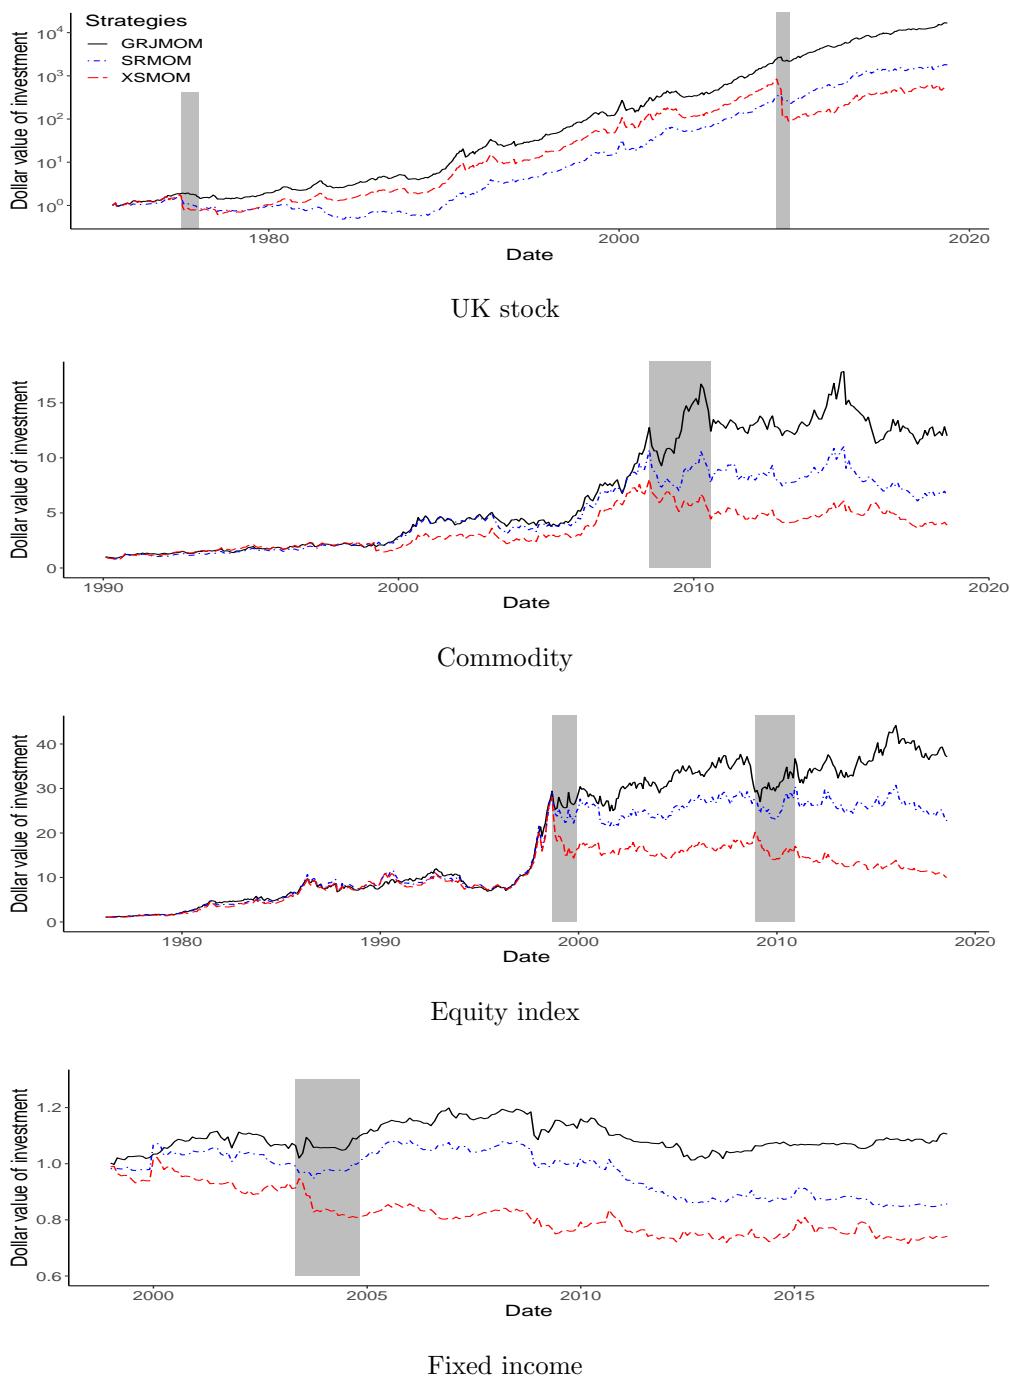 Strategies
GRJMOM
SRMOM
XSMOM
Dollar value of investment
10^4
10^3
10^2
10^1
10^0
1980 2000 2020
Date
UK stock
Dollar value of investment
15
10
5
0
1990 2000 2010 2020
Date
Commodity
Dollar value of investment
40
30
20
10
0
1980 1990 2000 2010 2020
Date
Equity index
Dollar value of investment
1.2
1.0
0.8
0.6
2000 2005 2010 2015
Date
Fixed income